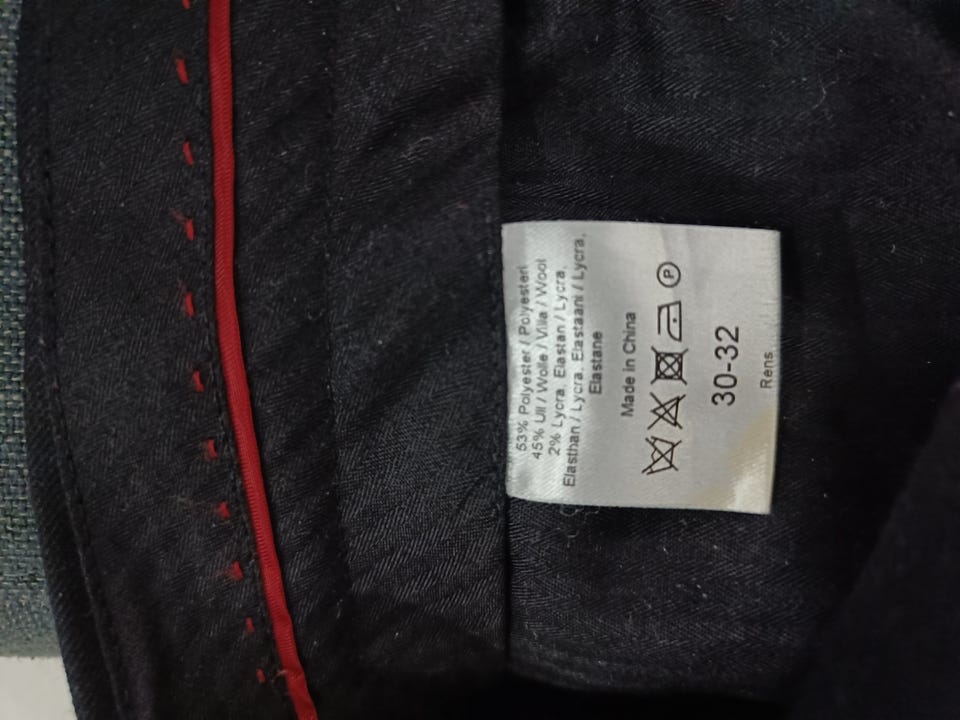 53% Polyester / Polyesteri
45% Ull / Wolle / Villa / Wool
2% Lycra, Elastan / Lycra,
Elasthan / Lycra, Elastaani / Lycra,
Elastane
Made in China
P
30-32
Rens